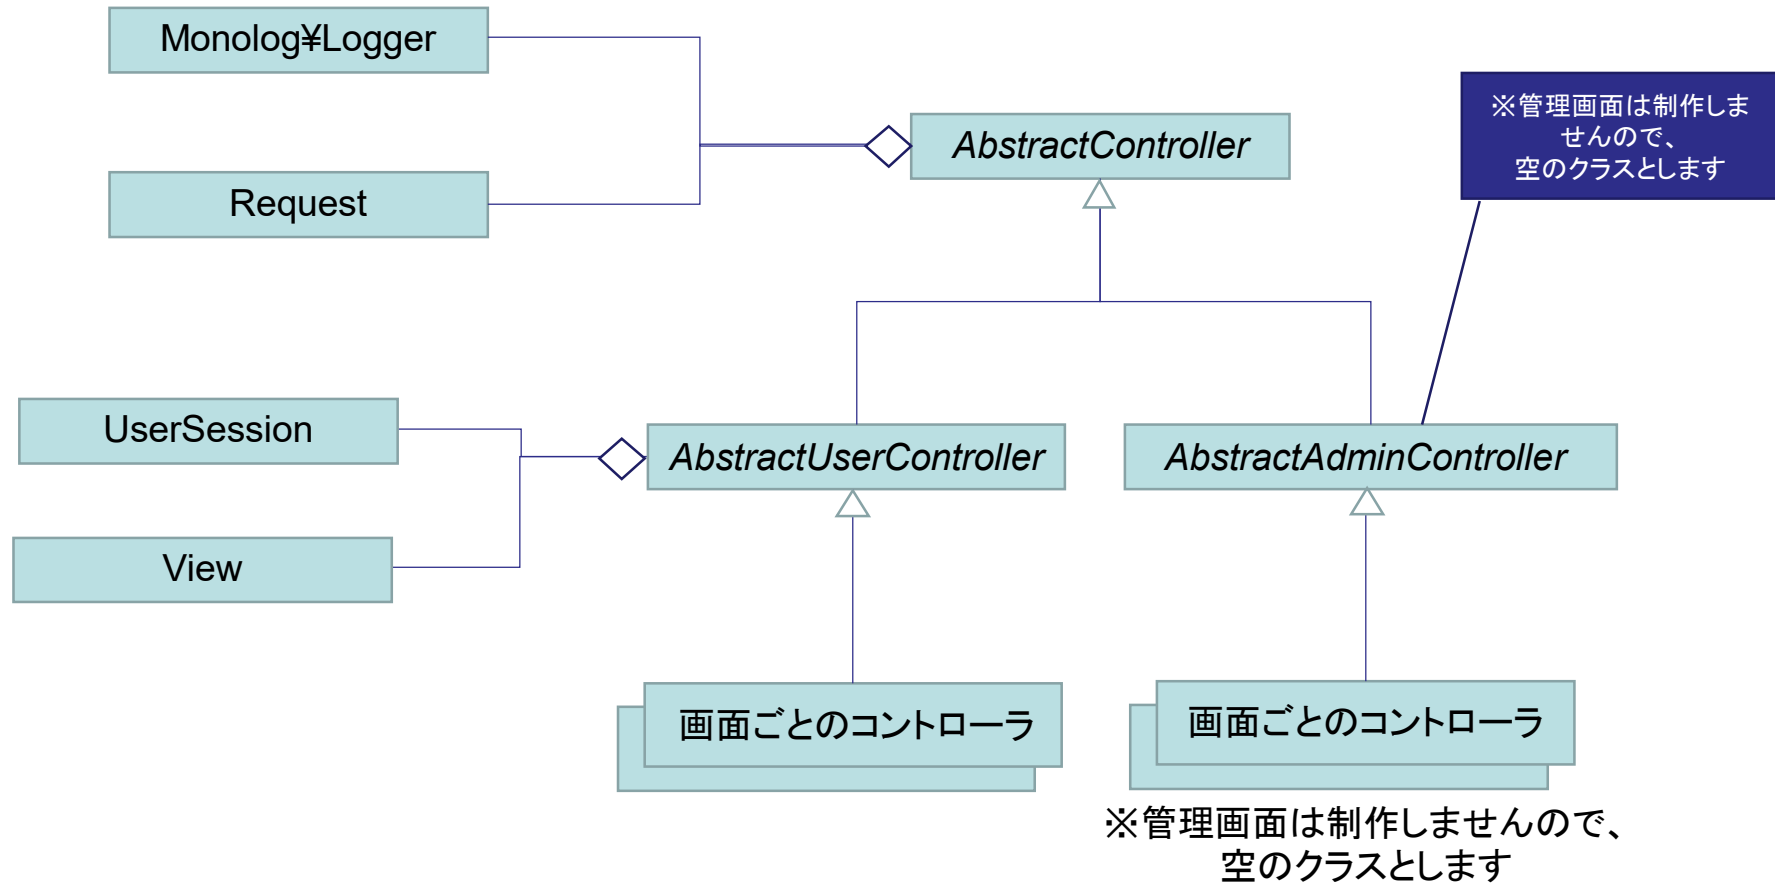 Monolog¥Logger
Request
AbstractController
※管理画面は制作しま
せんので、
空のクラスとします
UserSession
View
AbstractUserController
AbstractAdminController
画面ごとのコントローラ
画面ごとのコントローラ
※管理画面は制作しませんので、
空のクラスとします